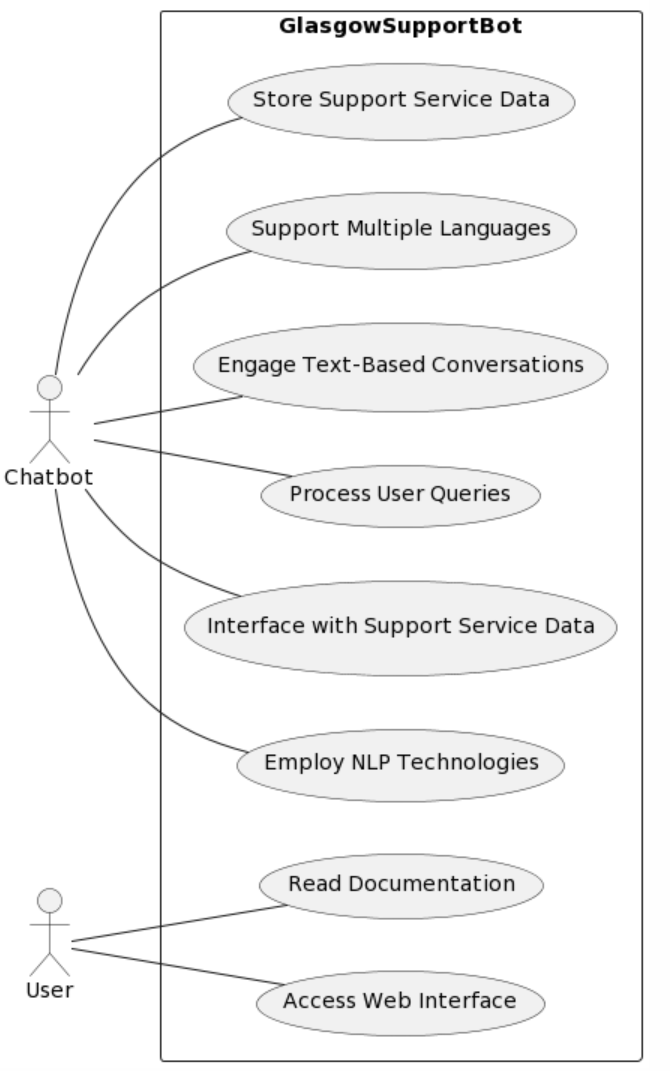 GlasgowSupportBot
Store Support Service Data
Support Multiple Languages
Engage Text-Based Conversations
Chatbot
Process User Queries
Interface with Support Service Data
Employ NLP Technologies
Read Documentation
User
Access Web Interface